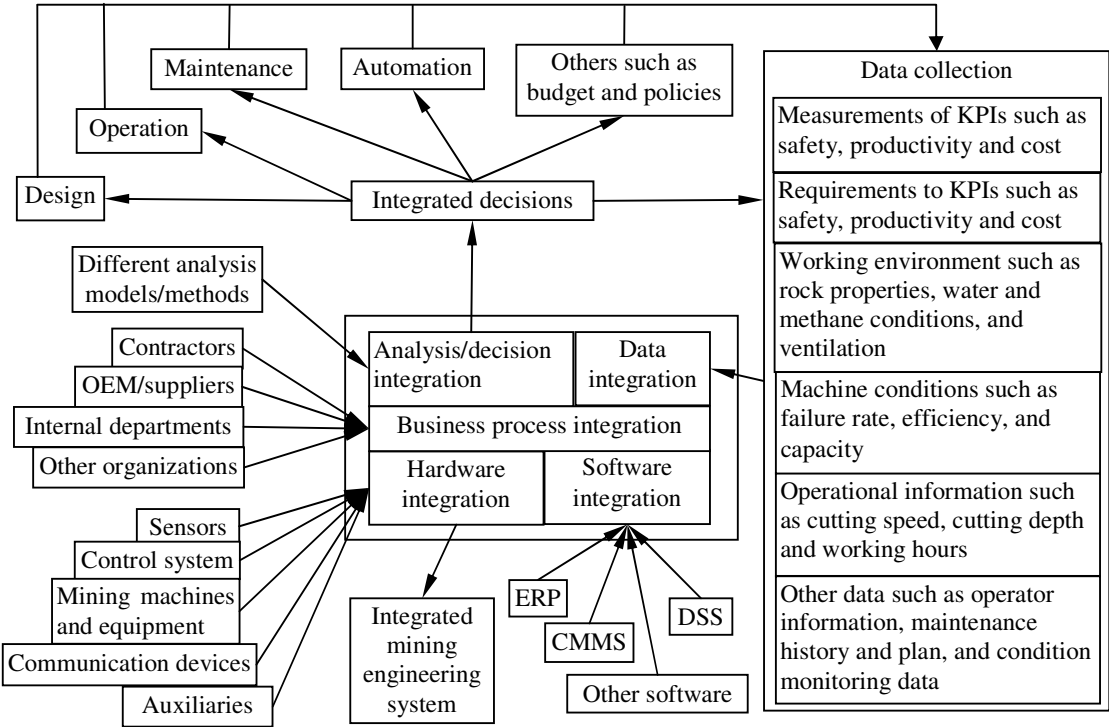 Maintenance
Automation
Others such as
budget and policies
Operation
Design
Integrated decisions
Different analysis
models/methods
Contractors
OEM/suppliers
Internal departments
Other organizations
Sensors
Control system
Mining machines
and equipment
Communication devices
Auxiliaries
Analysis/decision
integration
Data
integration
Business process integration
Hardware
integration
Software
integration
Integrated
mining
engineering
system
ERP
CMMS
DSS
Other software
Data collection
Measurements of KPIs such as
safety, productivity and cost
Requirements to KPIs such as
safety, productivity and cost
Working environment such as
rock properties, water and
methane conditions, and
ventilation
Machine conditions such as
failure rate, efficiency, and
capacity
Operational information such
as cutting speed, cutting depth
and working hours
Other data such as operator
information, maintenance
history and plan, and condition
monitoring data